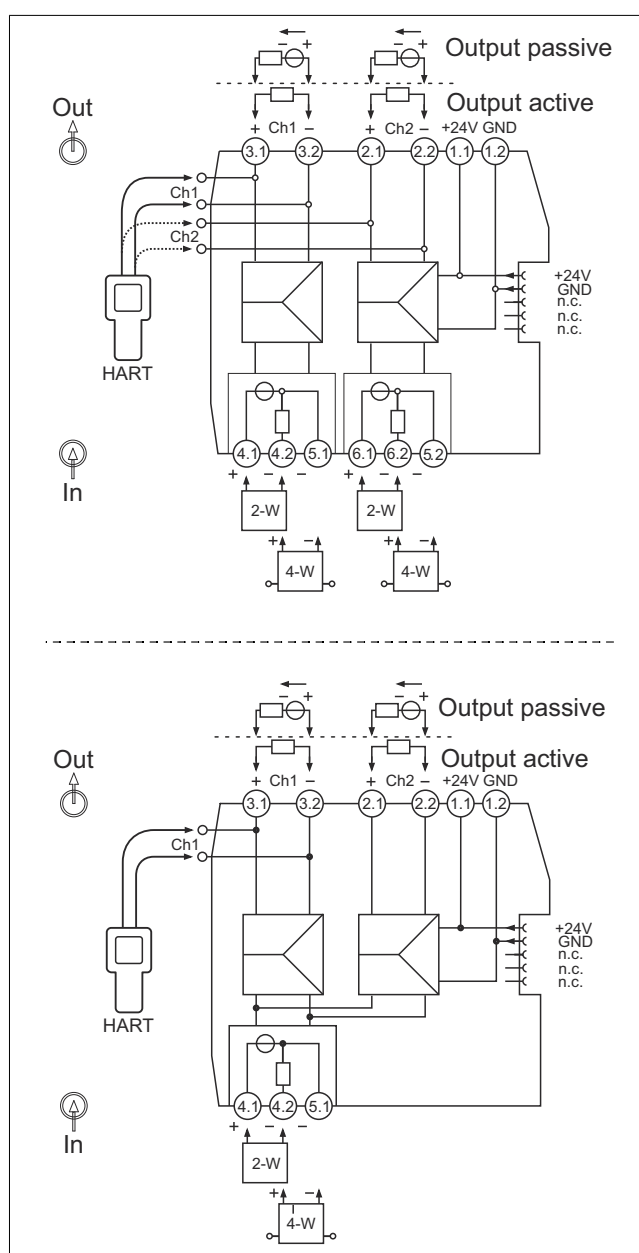 − +
− +
Output passive
Out
Output active
+ Ch1 −
+ Ch2 −
+24V GND
3.1 3.2 2.1 2.2 1.1 1.2
Ch1
Ch2
+24V
GND
n.c.
n.c.
n.c.
HART
4.1 4.2 5.1 6.1 6.2 5.2
+ − − + − −
In
2-W 2-W
+ − + −
4-W 4-W
− +
− +
Output passive
Out
Output active
+ Ch1 −
+ Ch2 −
+24V GND
3.1 3.2 2.1 2.2 1.1 1.2
Ch1
+24V
GND
n.c.
n.c.
n.c.
HART
4.1 4.2 5.1
+ − −
In
2-W
+ −
4-W